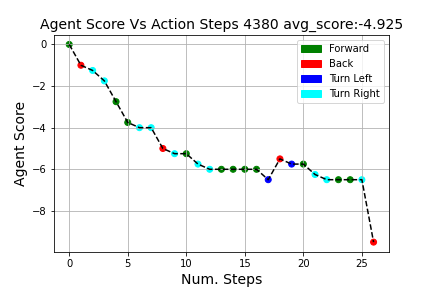 Agent Score Vs Action Steps 4380 avg_score:-4.925
0
−2
−4
−6
−8
Agent Score
Forward
Back
Turn Left
Turn Right
0 5 10 15 20 25
Num. Steps